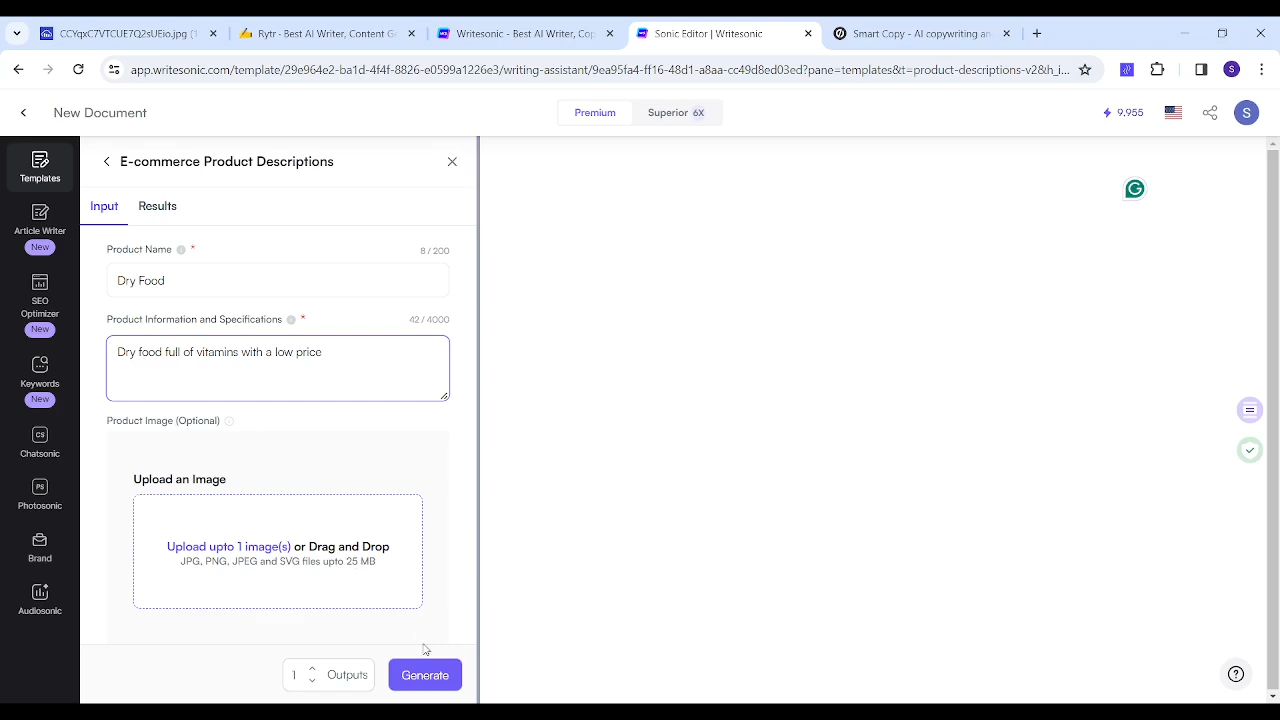 CCYqxC7VTCUE7Q2sUEio.jpg (1
Rytr - Best AI Writer, Content Ge
Writesonic - Best AI Writer, Cop
Sonic Editor | Writesonic
Smart Copy - AI copywriting an
app.writesonic.com/template/29e964e2-ba1d-4f4f-8826-c0599a1236e3/writing-assistant/9ea95fa4-ff16-48d1-a8aa-cc49d8ed03ed?pane=templates&t=product-descriptions-v2&h_i...
S
New Document
Premium
Superior 6X
9,955
S
Templates
Article Writer
New
SEO
Optimizer
New
Keywords
New
Chatsonic
Photosonic
Brand
Audiosonic
E-commerce Product Descriptions
Input
Results
Product Name *
8 / 200
Dry Food
Product Information and Specifications *
42 / 4000
Dry food full of vitamins with a low price
Product Image (Optional)
Upload an Image
Upload upto 1 image(s) or Drag and Drop
JPG, PNG, JPEG and SVG files upto 25 MB
1 Outputs
Generate